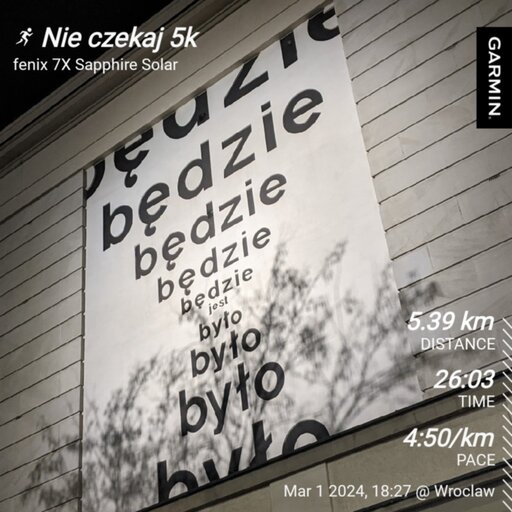 Nie czekaj 5k
fenix 7X Sapphire Solar
GARMIN
będzie
będzie
będzie
będzie
będzie
jest
było
było
było
było
5.39 km
DISTANCE
26:03
TIME
4:50/km
PACE
Mar 1 2024, 18:27 @ Wroclaw